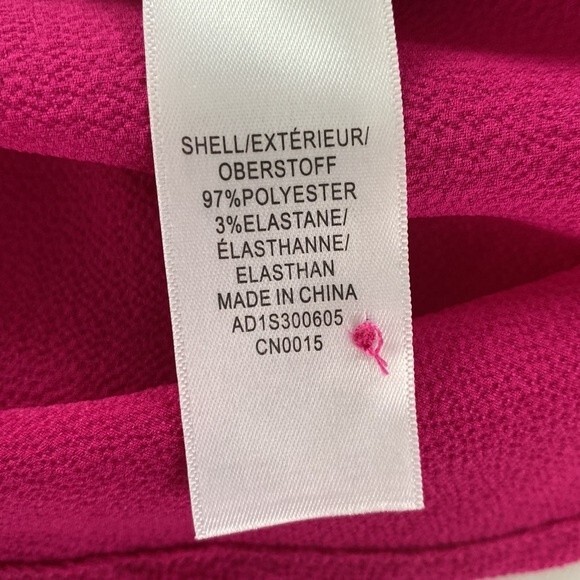 SHELL/EXTÉRIEUR/
OBERSTOFF
97%POLYESTER
3%ELASTANE/
ÉLASTHANNE/
ELASTHAN
MADE IN CHINA
AD1S300605
CN0015